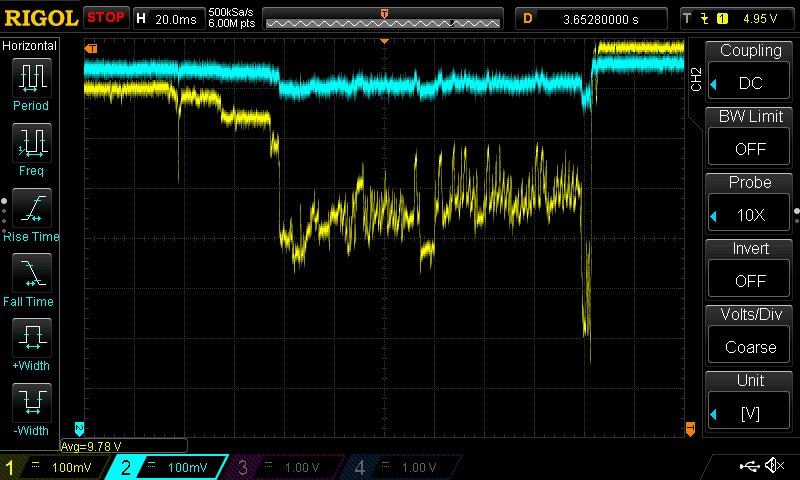 RIGOL STOP H 20.0ms 500kSa/s 6.00M pts D 3.65280000 s T 1 4.95 V
Horizontal
Period
Freq
Rise Time
Fall Time
+Width
-Width
T
T
T
2
Avg=9.78 V
CH2
Coupling
DC
BW Limit
OFF
Probe
10X
Invert
OFF
Volts/Div
Coarse
Unit
[V]
1 100mV 2 100mV 3 1.00 V 4 1.00 V